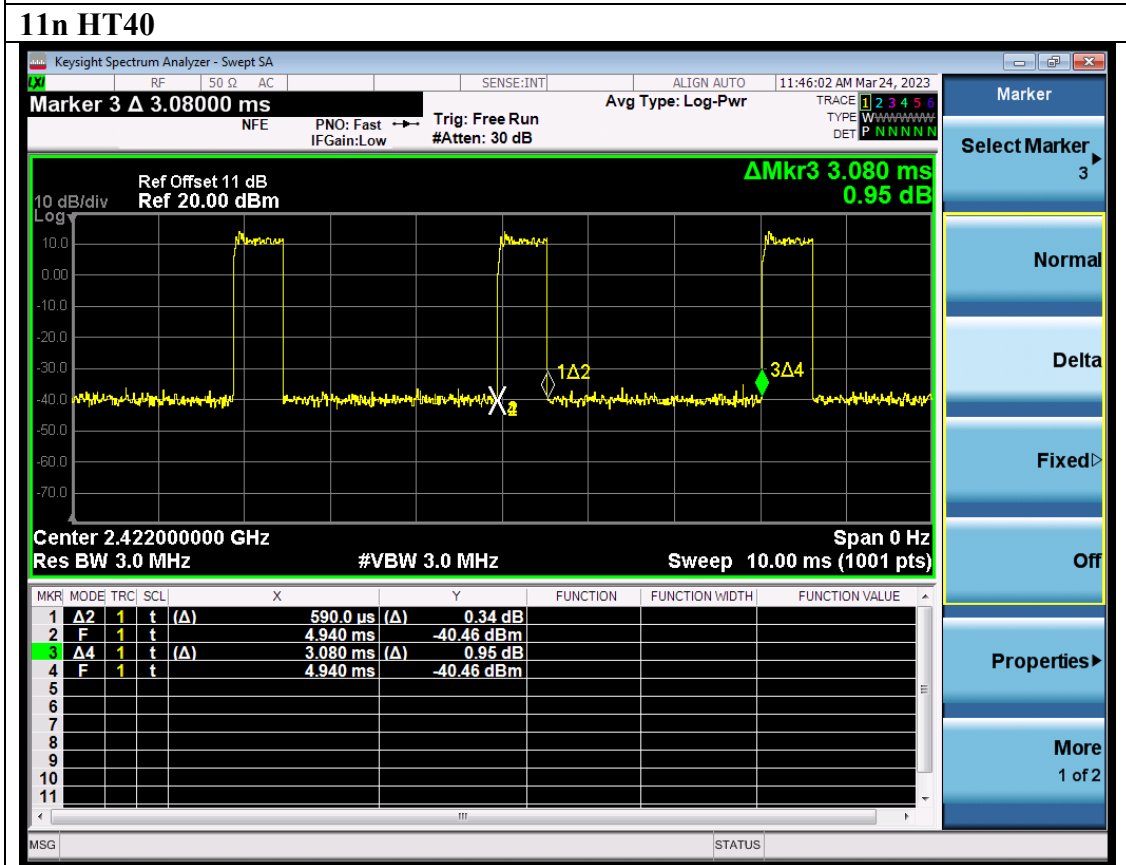 11n HT40
Keysight Spectrum Analyzer - Swept SA
LXI RF 50 Ω AC SENSE:INT ALIGN AUTO 11:46:02 AM Mar 24, 2023
Marker 3 Δ 3.08000 ms
NFE
PNO: Fast
IFGain:Low
Trig: Free Run
#Atten: 30 dB
Avg Type: Log-Pwr
TRACE 1 2 3 4 5 6
TYPE WWWWWW
DET P N N N N N
ΔMkr3 3.080 ms
0.95 dB
10 dB/div
Log
Ref Offset 11 dB
Ref 20.00 dBm
10.0
0.00
-10.0
-20.0
-30.0
-40.0
-50.0
-60.0
-70.0
1Δ2
3Δ4
Center 2.422000000 GHz Span 0 Hz
Res BW 3.0 MHz #VBW 3.0 MHz Sweep 10.00 ms (1001 pts)
MKR MODE TRC SCL X Y FUNCTION FUNCTION WIDTH FUNCTION VALUE
1 Δ2 1 t (Δ) 590.0 µs (Δ) 0.34 dB
2 F 1 t 4.940 ms -40.46 dBm
3 Δ4 1 t (Δ) 3.080 ms (Δ) 0.95 dB
4 F 1 t 4.940 ms -40.46 dBm
5
6
7
8
9
10
11
MSG STATUS
Marker
Select Marker
3
Normal
Delta
Fixed
Off
Properties
More
1 of 2